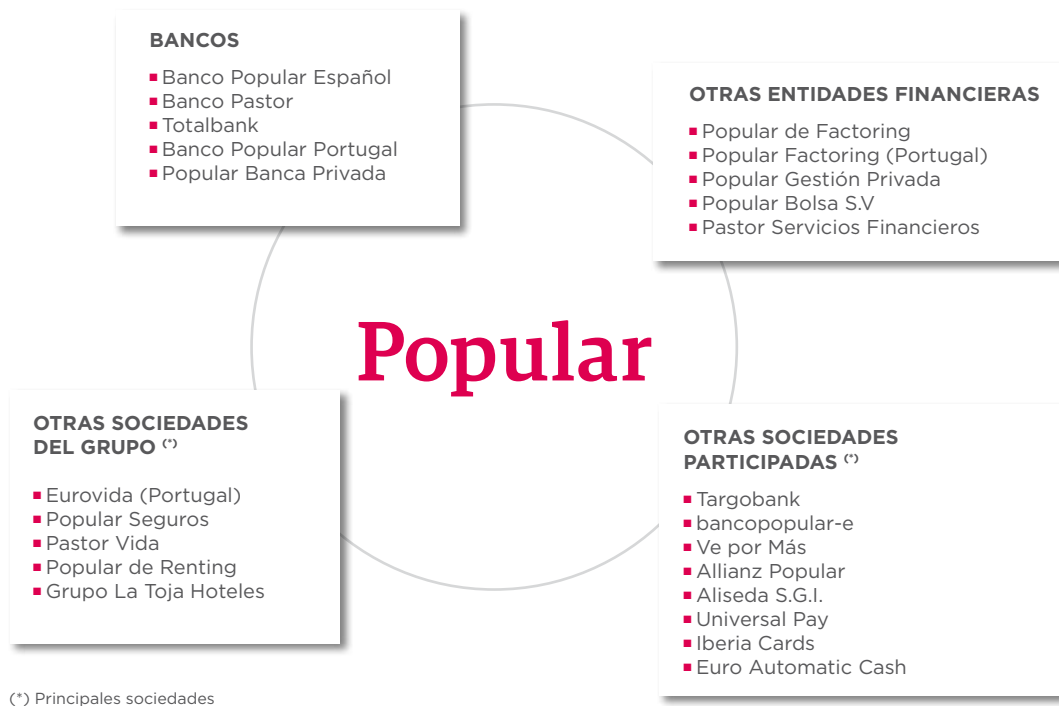 BANCOS
Banco Popular Español
Banco Pastor
Totalbank
Banco Popular Portugal
Popular Banca Privada
OTRAS ENTIDADES FINANCIERAS
Popular de Factoring
Popular Factoring (Portugal)
Popular Gestión Privada
Popular Bolsa S.V
Pastor Servicios Financieros
Popular
OTRAS SOCIEDADES
DEL GRUPO (*)
Eurovida (Portugal)
Popular Seguros
Pastor Vida
Popular de Renting
Grupo La Toja Hoteles
OTRAS SOCIEDADES
PARTICIPADAS (*)
Targobank
bancopopular-e
Ve por Más
Allianz Popular
Aliseda S.G.I.
Universal Pay
Iberia Cards
Euro Automatic Cash
(*) Principales sociedades